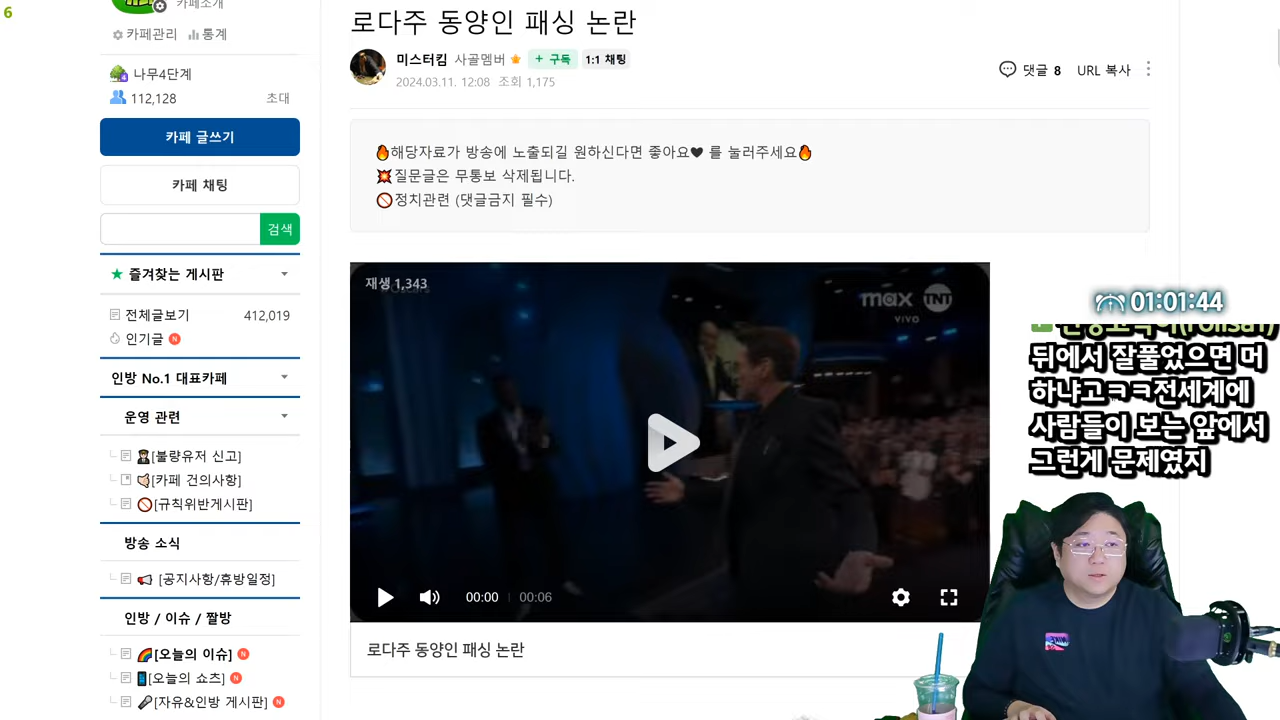 6
카페소개
카페관리 통계
나무4단계
112,128 초대
카페 글쓰기
카페 채팅
검색
★ 즐겨찾는 게시판
전체글보기 412,019
인기글 N
인방 No.1 대표카페
운영 관련
[불량유저 신고]
[카페 건의사항]
[규칙위반게시판]
방송 소식
[공지사항/휴방일정]
인방 / 이슈 / 짤방
[오늘의 이슈] N
[오늘의 쇼츠] N
[자유&인방 게시판] N
로다주 동양인 패싱 논란
미스터킴 사골멤버 + 구독 1:1 채팅
2024.03.11. 12:08 조회 1,175
댓글 8 URL 복사
🔥해당자료가 방송에 노출되길 원하신다면 좋아요🖤 를 눌러주세요🔥
💥질문글은 무통보 삭제됩니다.
🚫정치관련 (댓글금지 필수)
재생 1,343
max TNT
VIVO
00:00 00:06
로다주 동양인 패싱 논란
01:01:44
뒤에서 잘풀었으면 머
하냐고ㅋㅋ전세계에
사람들이 보는 앞에서
그런게 문제였지